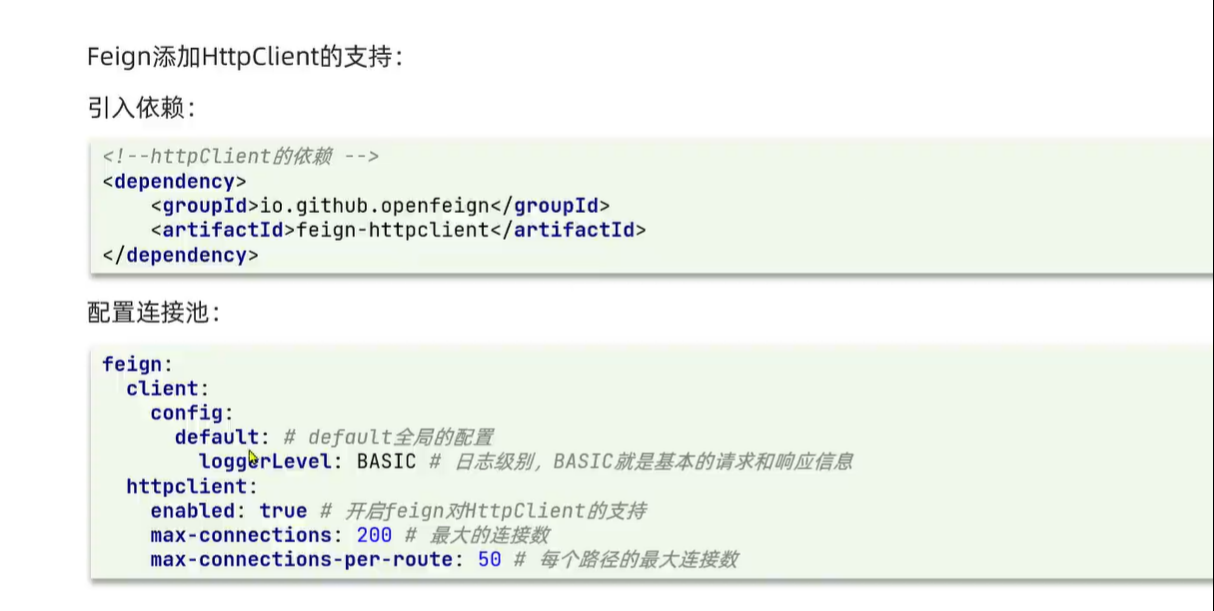 Feign添加HttpClient的支持：
引入依赖：
<!--httpClient的依赖 -->
<dependency>
    <groupId>io.github.openfeign</groupId>
    <artifactId>feign-httpclient</artifactId>
</dependency>
配置连接池：
feign:
  client:
    config:
      default: # default全局的配置
        loggerLevel: BASIC # 日志级别，BASIC就是基本的请求和响应信息
  httpclient:
    enabled: true # 开启feign对HttpClient的支持
    max-connections: 200 # 最大的连接数
    max-connections-per-route: 50 # 每个路径的最大连接数